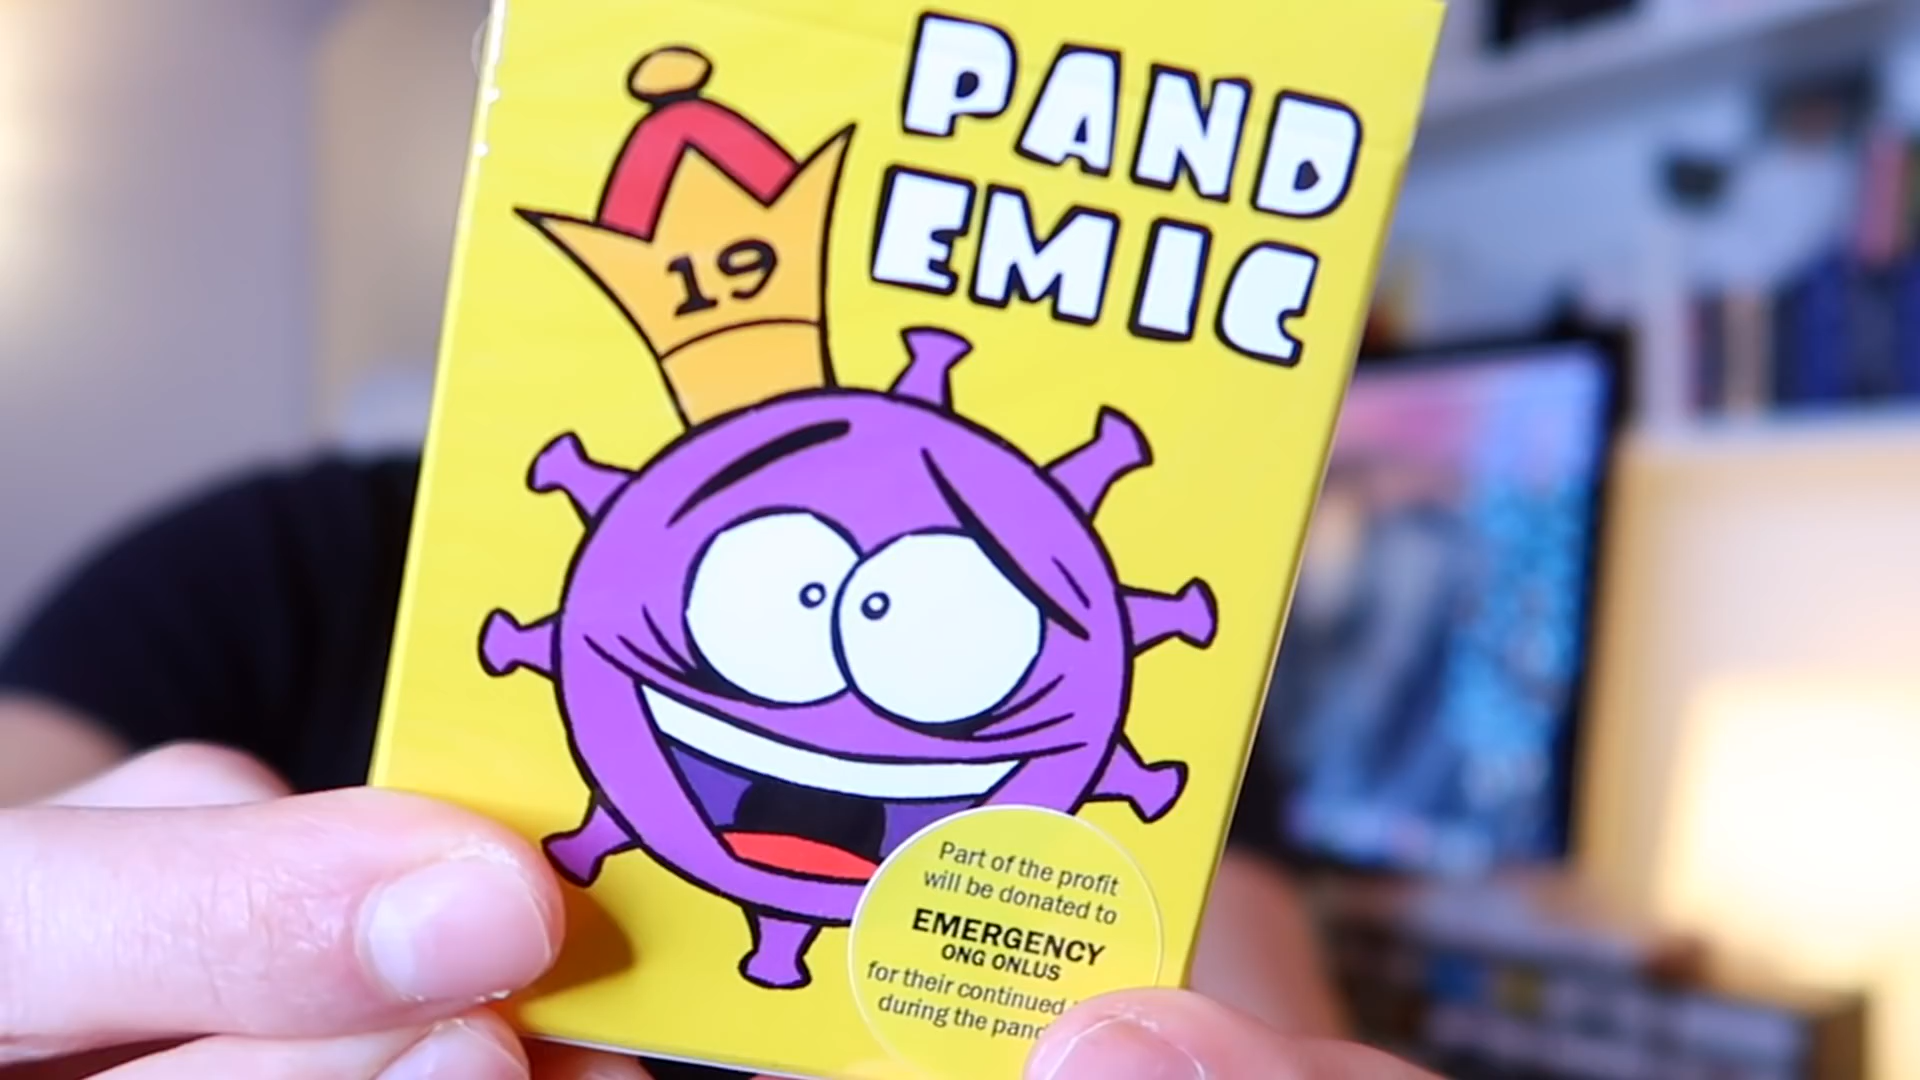 PAND
EMIC
19
Part of the profit
will be donated to
EMERGENCY
ONG ONLUS
for their continued
during the